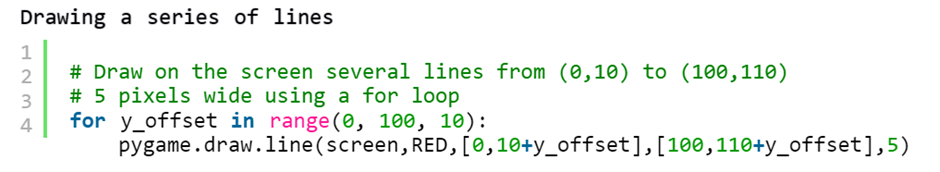 Drawing a series of lines
1
2 # Draw on the screen several lines from (0,10) to (100,110)
3 # 5 pixels wide using a for loop
4 for y_offset in range(0, 100, 10):
pygame.draw.line(screen,RED,[0,10+y_offset],[100,110+y_offset],5)